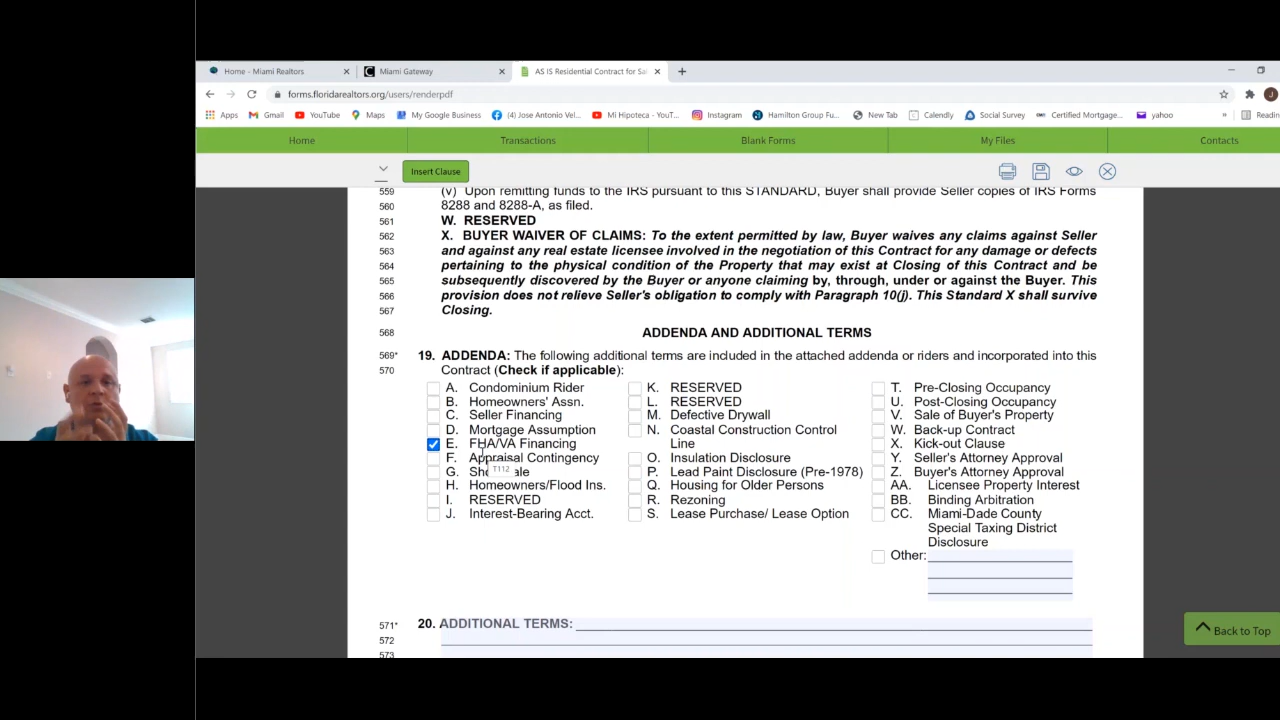 Home - Miami Realtors
Miami Gateway
AS IS Residential Contract for Sa
forms.floridarealtors.org/users/renderpdf
Apps Gmail YouTube Maps My Google Business (4) Jose Antonio Vel... Mi Hipoteca - YouT... Instagram Hamilton Group Fu... New Tab Calendly Social Survey Certified Mortgage... yahoo » Readin
Home Transactions Blank Forms My Files Contacts
Insert Clause
559 (v) Upon remitting funds to the IRS pursuant to this STANDARD, Buyer shall provide Seller copies of IRS Forms
560 8288 and 8288-A, as filed.
561 W. RESERVED
562 X. BUYER WAIVER OF CLAIMS: To the extent permitted by law, Buyer waives any claims against Seller
563 and against any real estate licensee involved in the negotiation of this Contract for any damage or defects
564 pertaining to the physical condition of the Property that may exist at Closing of this Contract and be
565 subsequently discovered by the Buyer or anyone claiming by, through, under or against the Buyer. This
566 provision does not relieve Seller's obligation to comply with Paragraph 10(j). This Standard X shall survive
567 Closing.
568 ADDENDA AND ADDITIONAL TERMS
569* 19. ADDENDA: The following additional terms are included in the attached addenda or riders and incorporated into this
570 Contract (Check if applicable):
A. Condominium Rider
B. Homeowners' Assn.
C. Seller Financing
D. Mortgage Assumption
E. FHA/VA Financing
F. Appraisal Contingency
G. Sh ale
T112
H. Homeowners/Flood Ins.
I. RESERVED
J. Interest-Bearing Acct.
K. RESERVED
L. RESERVED
M. Defective Drywall
N. Coastal Construction Control
Line
O. Insulation Disclosure
P. Lead Paint Disclosure (Pre-1978)
Q. Housing for Older Persons
R. Rezoning
S. Lease Purchase/ Lease Option
T. Pre-Closing Occupancy
U. Post-Closing Occupancy
V. Sale of Buyer's Property
W. Back-up Contract
X. Kick-out Clause
Y. Seller's Attorney Approval
Z. Buyer's Attorney Approval
AA. Licensee Property Interest
BB. Binding Arbitration
CC. Miami-Dade County
Special Taxing District
Disclosure
Other:
571* 20. ADDITIONAL TERMS:
572
573
Back to Top